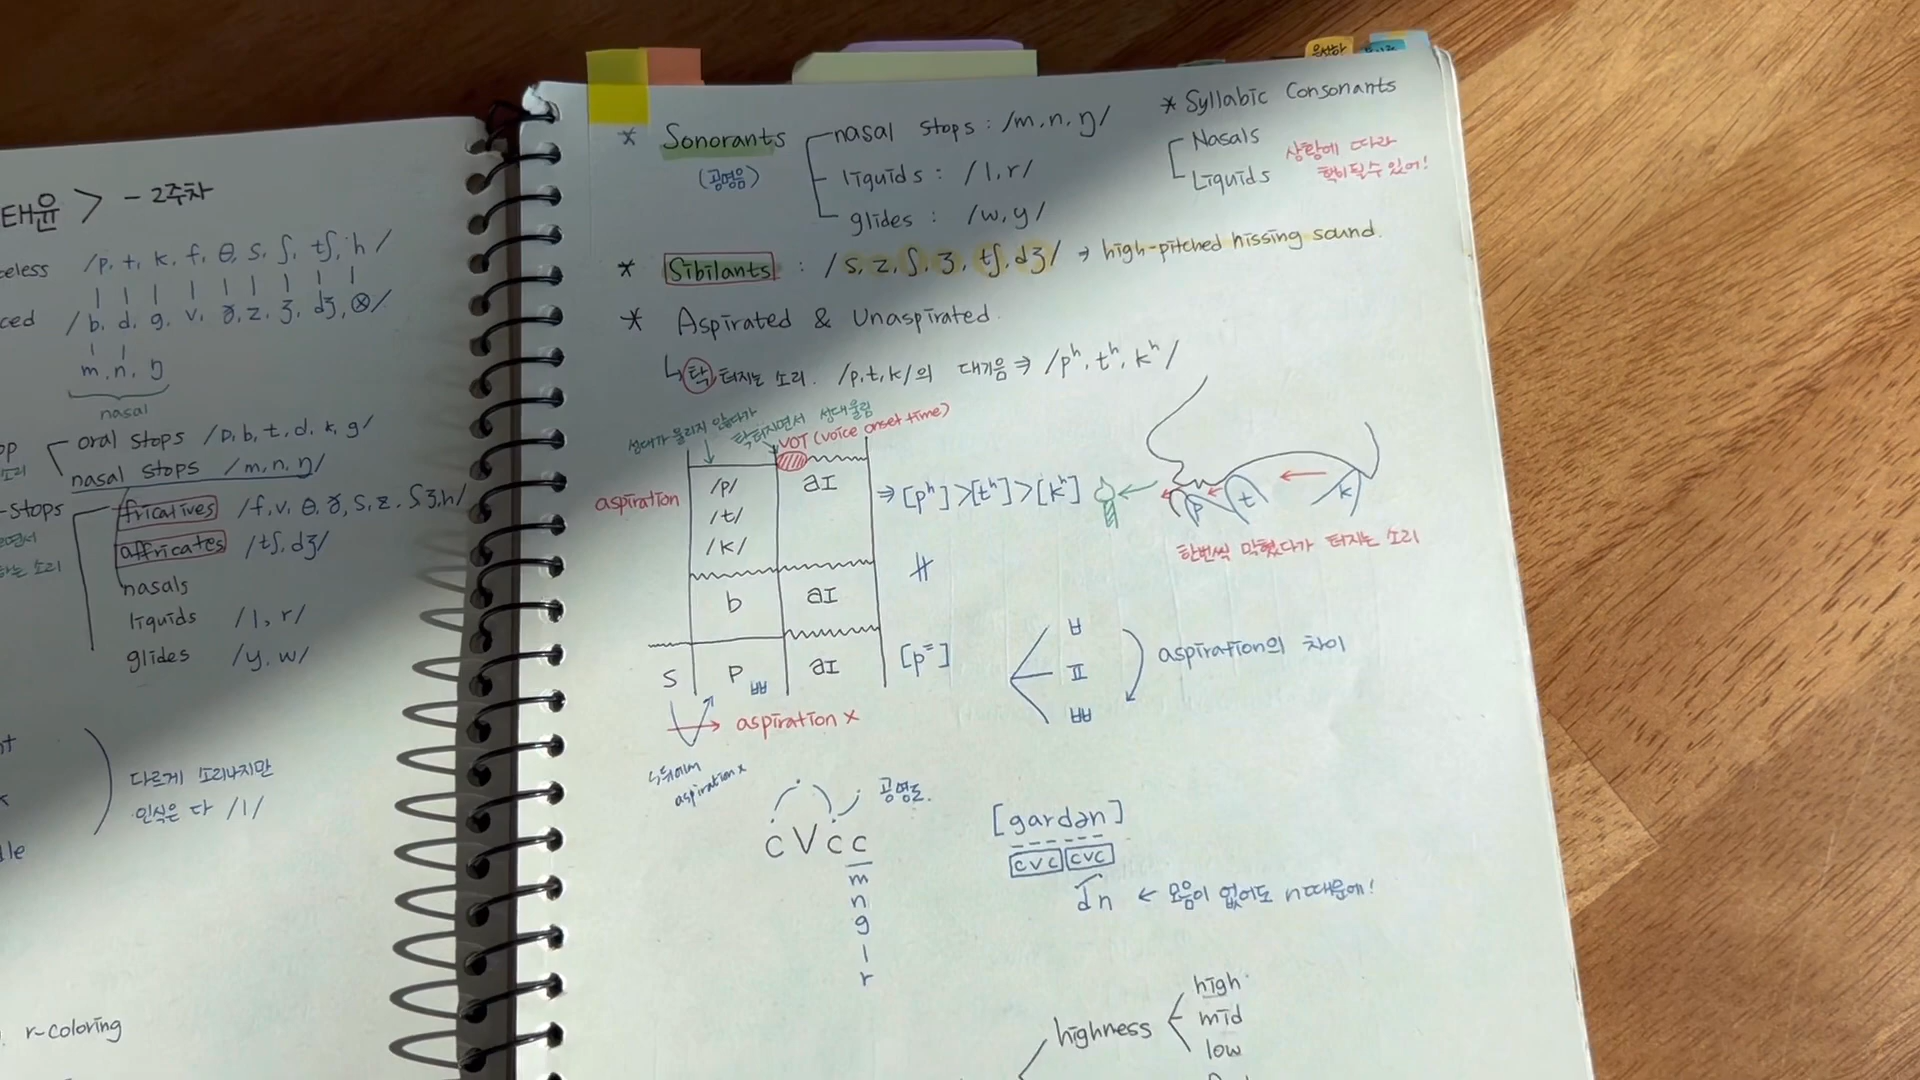 태윤 > - 2주차
/p. t. k. f. θ. s. ʃ. tʃ. h /
/b. d. g. v. ʒ. z. ʒ. dʒ. ⊗/
m. n. ŋ
nasal
oral stops /p, b, t, d. k, g/
nasal stops /m, n, ŋ/
-stops
fricatives /f, v, θ, ʒ, s, z, ʃ, ʒ, h/
affricates /tʃ, dʒ/
nasals
liquids /l, r/
glides /y, w/
다르게 소리나지만
인식은 다 /l/
r-coloring
* Sonorants
(공명음)
nasal stops : /m, n, ŋ/
liquids : /l, r/
glides : /w, y/
* Syllabic Consonants
Nasals
Liquids
상황에 따라
핵이 될 수 있어!
* Sibilants : /s, z, ʃ, ʒ, tʃ, dʒ/ ⇒ high-pitched hissing sound.
* Aspirated & Unaspirated.
↳ 탁 터지는 소리. /p, t, k/의 대기음 ⇒ /pʰ, tʰ, kʰ/
성대가 울리지 않다가
탁 터지면서 성대울림
VOT (voice onset time)
aspiration
/p/ aɪ
/t/
/k/
⇒ [pʰ] > [tʰ] > [kʰ]
p t k
한번씩 막혔다가 터지는 소리
b aɪ
s p ㅃ aɪ [p⁼]
aspiration x
aspiration x
ㅂ
ㅍ
ㅃ
aspiration의 차이
공명도.
c V c c
m
n
g
l
r
[gardən]
cvc cvc
dn ← 모음이 없어도 n때문에!
highness
high
mid
low